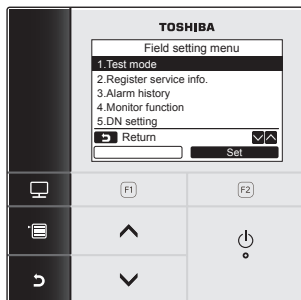 TOSHIBA
Field setting menu
1.Test mode
2.Register service info.
3.Alarm history
4.Monitor function
5.DN setting
Return
Set
F1
F2